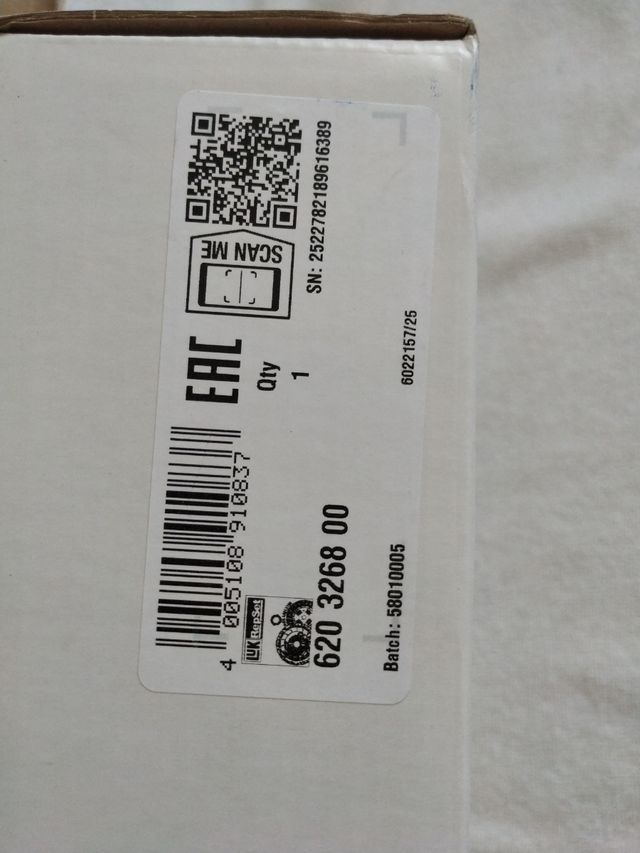 4 005108 910837
EAC
SCAN ME
LuK RepSet
Qty
1
SN: 2522782189616389
620 3268 00
Batch: 58010005
6022157/25